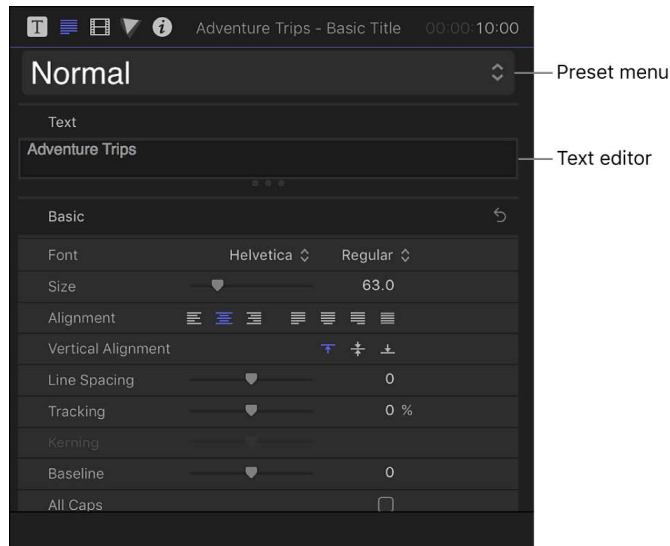 T i Adventure Trips - Basic Title 00:00:10:00
Normal
Preset menu
Text
Adventure Trips
Text editor
Basic
Font Helvetica Regular
Size 63.0
Alignment
Vertical Alignment
Line Spacing 0
Tracking 0 %
Kerning
Baseline 0
All Caps